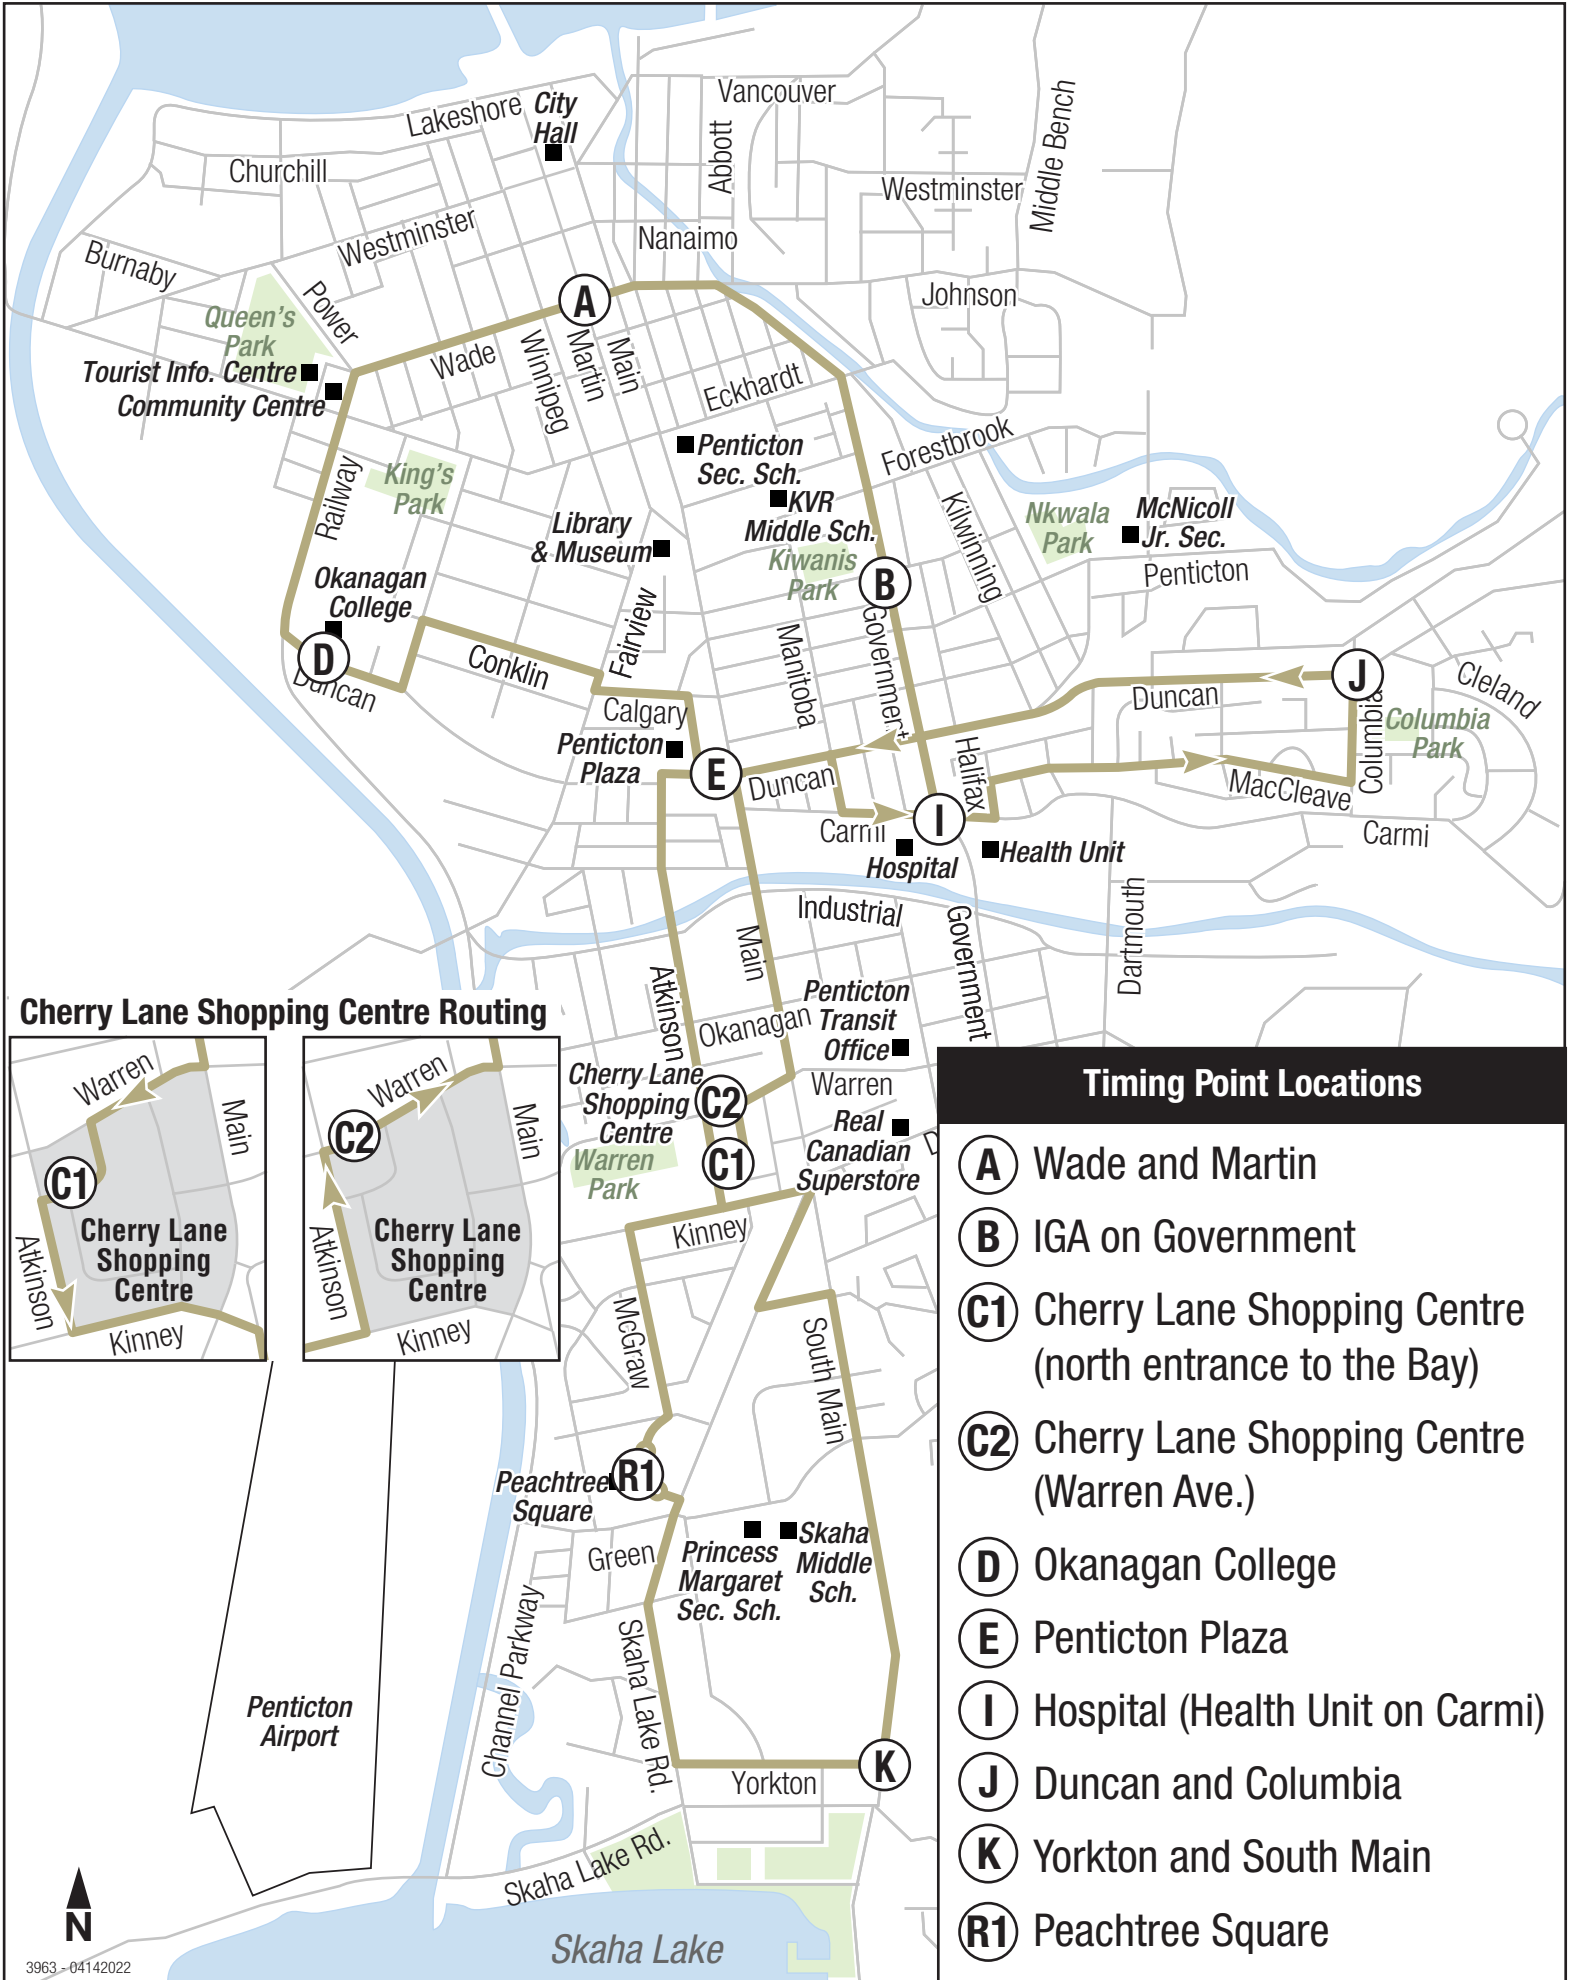 Lakeshore
City
Hall
Vancouver
Abbott
Middle Bench
Churchill
Westminster
Westminster
Nanaimo
Burnaby
Power
Johnson
Queen's
Park
A
Tourist Info. Centre
Community Centre
Wade
Winnipeg
Martin
Main
Eckhardt
Forestbrook
Penticton
Sec. Sch.
King's
Park
Railway
KVR
Middle Sch.
Kilwinning
Nkwala
Park
McNicoll
Jr. Sec.
Library
& Museum
Kiwanis
Park
B
Penticton
Okanagan
College
Fairview
Government
Manitoba
D
Duncan
Conklin
J
Cleland
Duncan
Columbia
Columbia
Park
Calgary
Penticton
Plaza
E
Duncan
Halifax
MacCleave
Carmi
I
Carmi
Hospital
Health Unit
Industrial
Government
Dartmouth
Main
Atkinson
Penticton
Transit
Office
Okanagan
Cherry Lane Shopping Centre Routing
Warren
Main
C1
Cherry Lane
Shopping
Centre
Atkinson
Kinney
Warren
Main
C2
Cherry Lane
Shopping
Centre
Atkinson
Kinney
Cherry Lane
Shopping
Centre
C2
Warren
Real
Canadian
Superstore
D
Warren
Park
C1
Kinney
McGraw
South Main
Peachtree
Square
R1
Green
Princess
Margaret
Sec. Sch.
Skaha
Middle
Sch.
Channel Parkway
Skaha Lake Rd.
Penticton
Airport
Yorkton
K
Skaha Lake Rd.
Skaha Lake
N
3963 - 04142022
Timing Point Locations
A Wade and Martin
B IGA on Government
C1 Cherry Lane Shopping Centre
(north entrance to the Bay)
C2 Cherry Lane Shopping Centre
(Warren Ave.)
D Okanagan College
E Penticton Plaza
I Hospital (Health Unit on Carmi)
J Duncan and Columbia
K Yorkton and South Main
R1 Peachtree Square